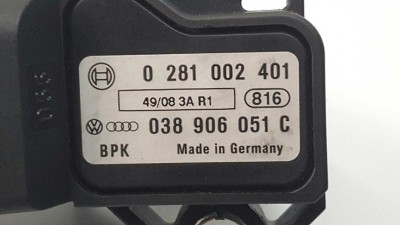 0 281 002 401
49/08 3A R1 816
038 906 051 C
BPK Made in Germany